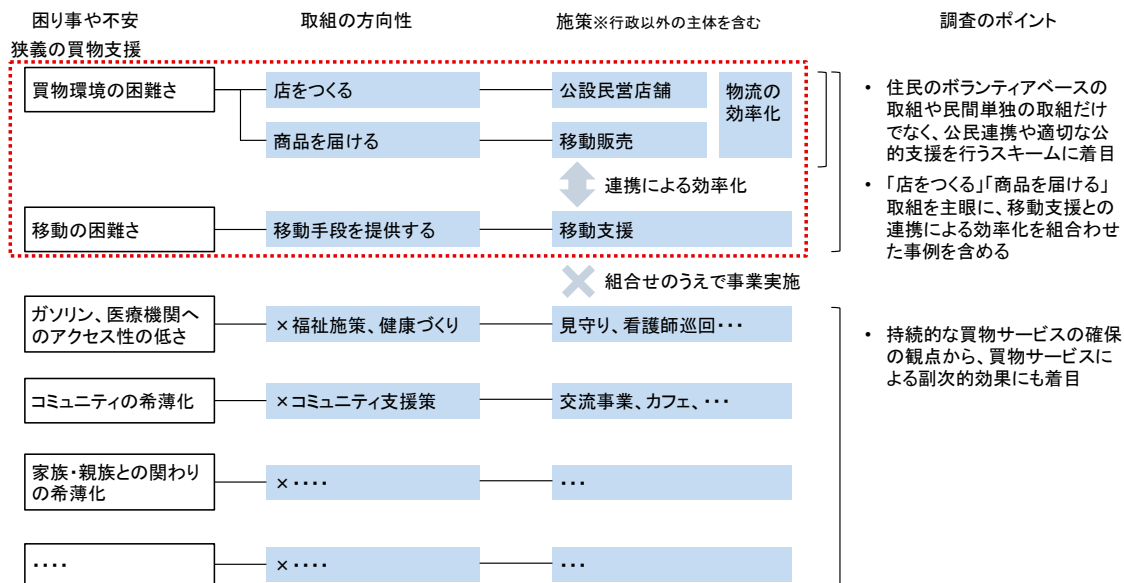 困り事や不安
取組の方向性
施策※行政以外の主体を含む
調査のポイント
狭義の買物支援
買物環境の困難さ
店をつくる
公設民営店舗
物流の
効率化
商品を届ける
移動販売
連携による効率化
移動の困難さ
移動手段を提供する
移動支援
組合せのうえで事業実施
ガソリン、医療機関へ
のアクセス性の低さ
×福祉施策、健康づくり
見守り、看護師巡回・・・
コミュニティの希薄化
×コミュニティ支援策
交流事業、カフェ、・・・
家族・親族との関わり
の希薄化
×・・・・
・・・
・・・・
×・・・・
・・・
• 住民のボランティアベースの
取組や民間単独の取組だけ
でなく、公民連携や適切な公
的支援を行うスキームに着目
• 「店をつくる」「商品を届ける」
取組を主眼に、移動支援との
連携による効率化を組合わせ
た事例を含める
• 持続的な買物サービスの確保
の観点から、買物サービスに
よる副次的効果にも着目